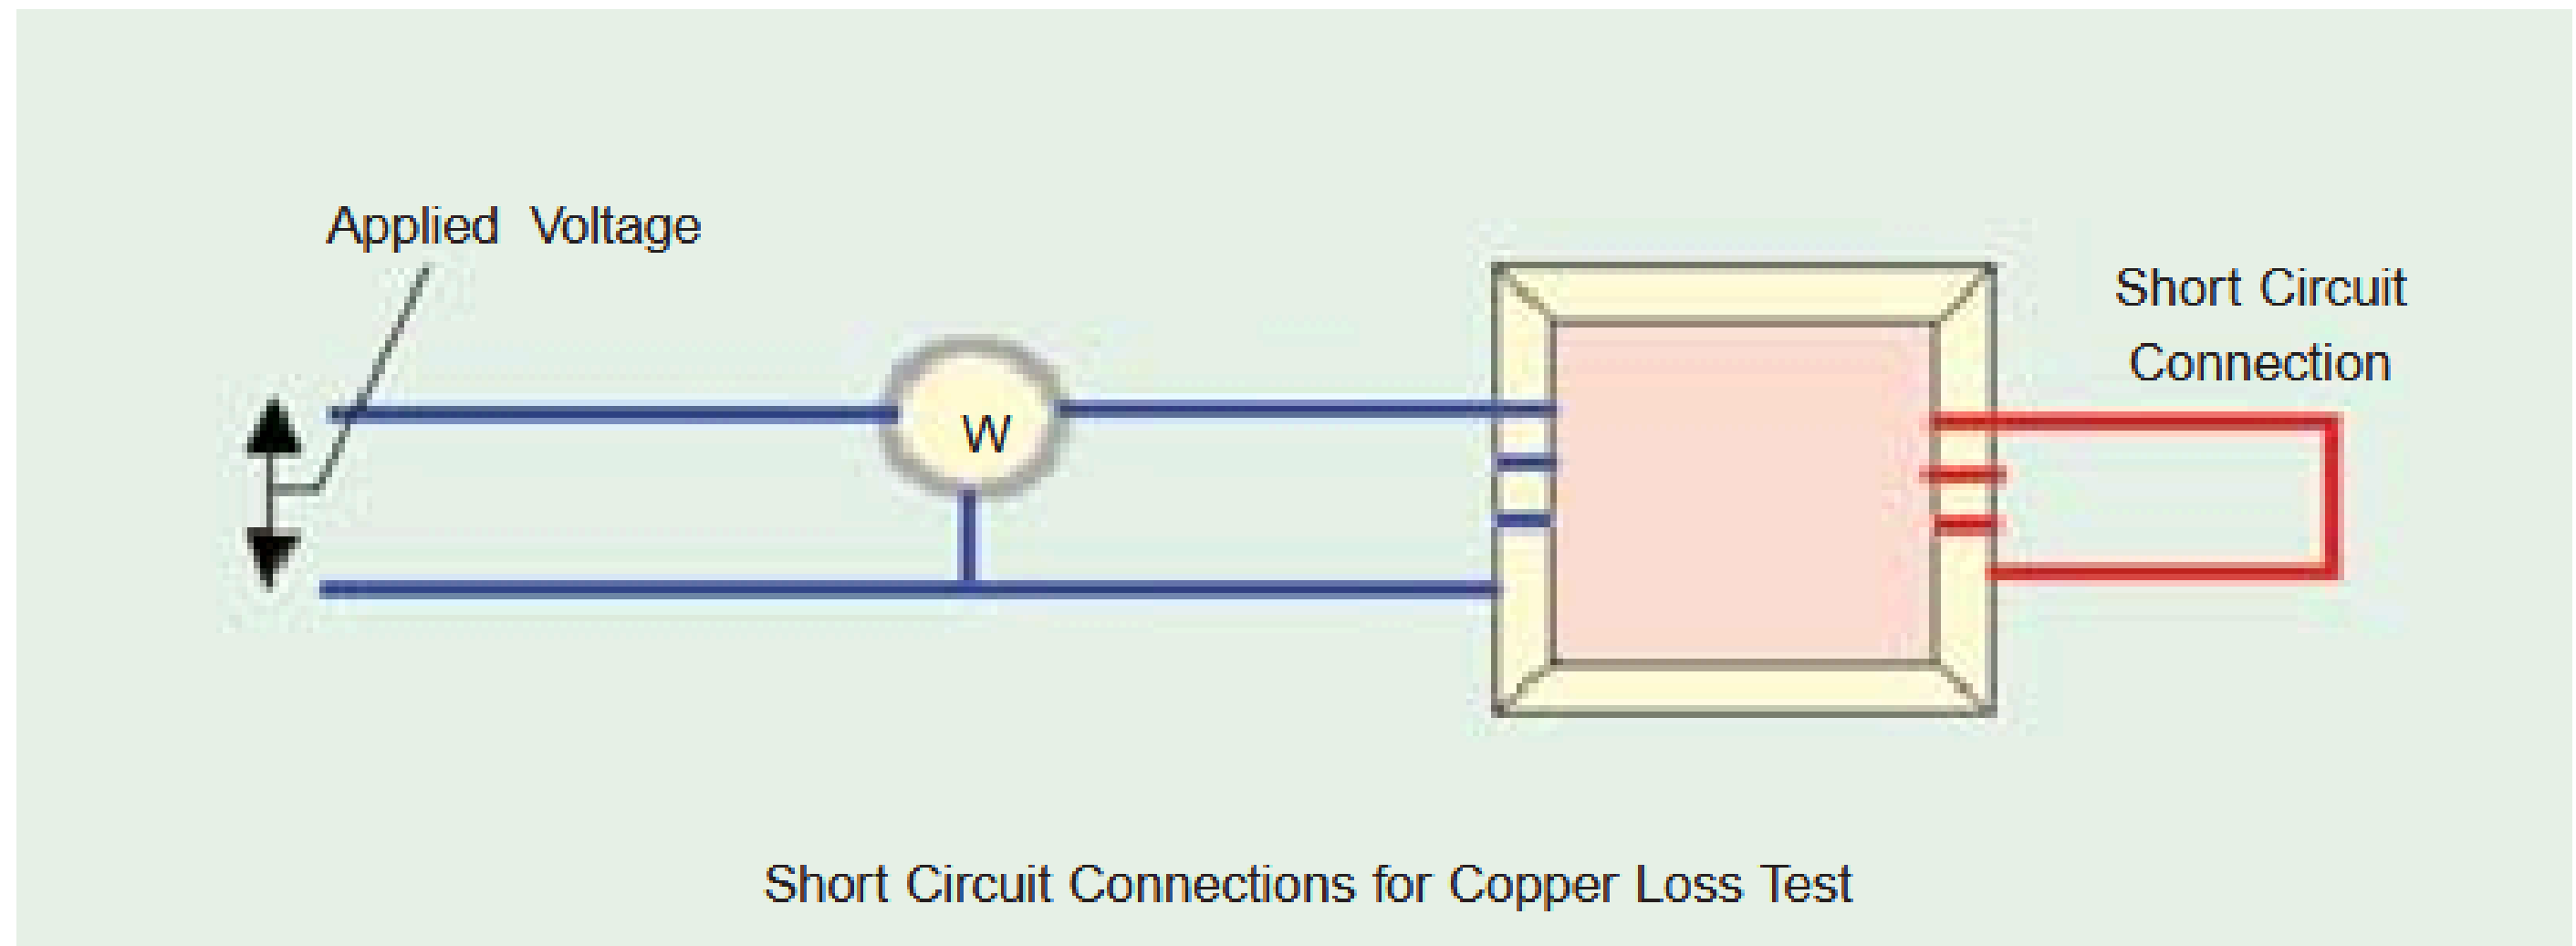 Applied Voltage
Short Circuit
Connection
W
Short Circuit Connections for Copper Loss Test